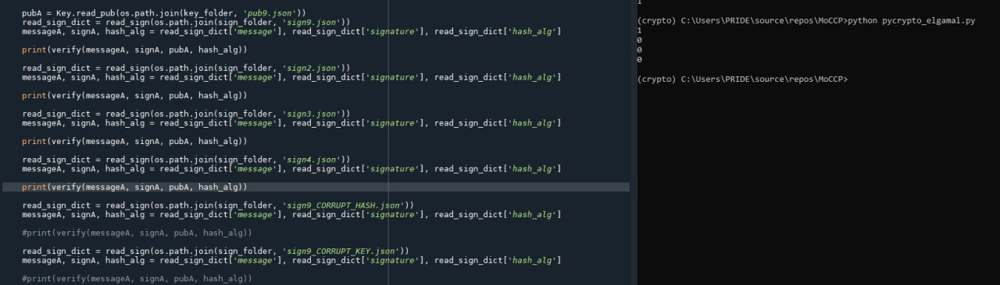 pubA = Key.read_pub(os.path.join(key_folder, 'pub9.json'))
read_sign_dict = read_sign(os.path.join(sign_folder, 'sign9.json'))
messageA, signA, hash_alg = read_sign_dict['message'], read_sign_dict['signature'], read_sign_dict['hash_alg']
print(verify(messageA, signA, pubA, hash_alg))
read_sign_dict = read_sign(os.path.join(sign_folder, 'sign2.json'))
messageA, signA, hash_alg = read_sign_dict['message'], read_sign_dict['signature'], read_sign_dict['hash_alg']
print(verify(messageA, signA, pubA, hash_alg))
read_sign_dict = read_sign(os.path.join(sign_folder, 'sign3.json'))
messageA, signA, hash_alg = read_sign_dict['message'], read_sign_dict['signature'], read_sign_dict['hash_alg']
print(verify(messageA, signA, pubA, hash_alg))
read_sign_dict = read_sign(os.path.join(sign_folder, 'sign4.json'))
messageA, signA, hash_alg = read_sign_dict['message'], read_sign_dict['signature'], read_sign_dict['hash_alg']
print(verify(messageA, signA, pubA, hash_alg))
read_sign_dict = read_sign(os.path.join(sign_folder, 'sign9_CORRUPT_HASH.json'))
messageA, signA, hash_alg = read_sign_dict['message'], read_sign_dict['signature'], read_sign_dict['hash_alg']
#print(verify(messageA, signA, pubA, hash_alg))
read_sign_dict = read_sign(os.path.join(sign_folder, 'sign9_CORRUPT_KEY.json'))
messageA, signA, hash_alg = read_sign_dict['message'], read_sign_dict['signature'], read_sign_dict['hash_alg']
#print(verify(messageA, signA, pubA, hash_alg))
(crypto) C:\Users\PRIDE\source\repos\MoCCP>python pycrypto_elgamal.py
1
0
0
0
(crypto) C:\Users\PRIDE\source\repos\MoCCP>